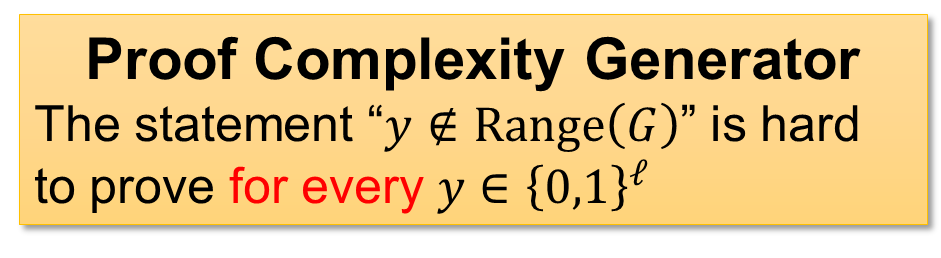 Proof Complexity Generator
The statement “𝑦 ∉ Range(𝐺)” is hard
to prove for every 𝑦 ∈ {0,1}^ℓ